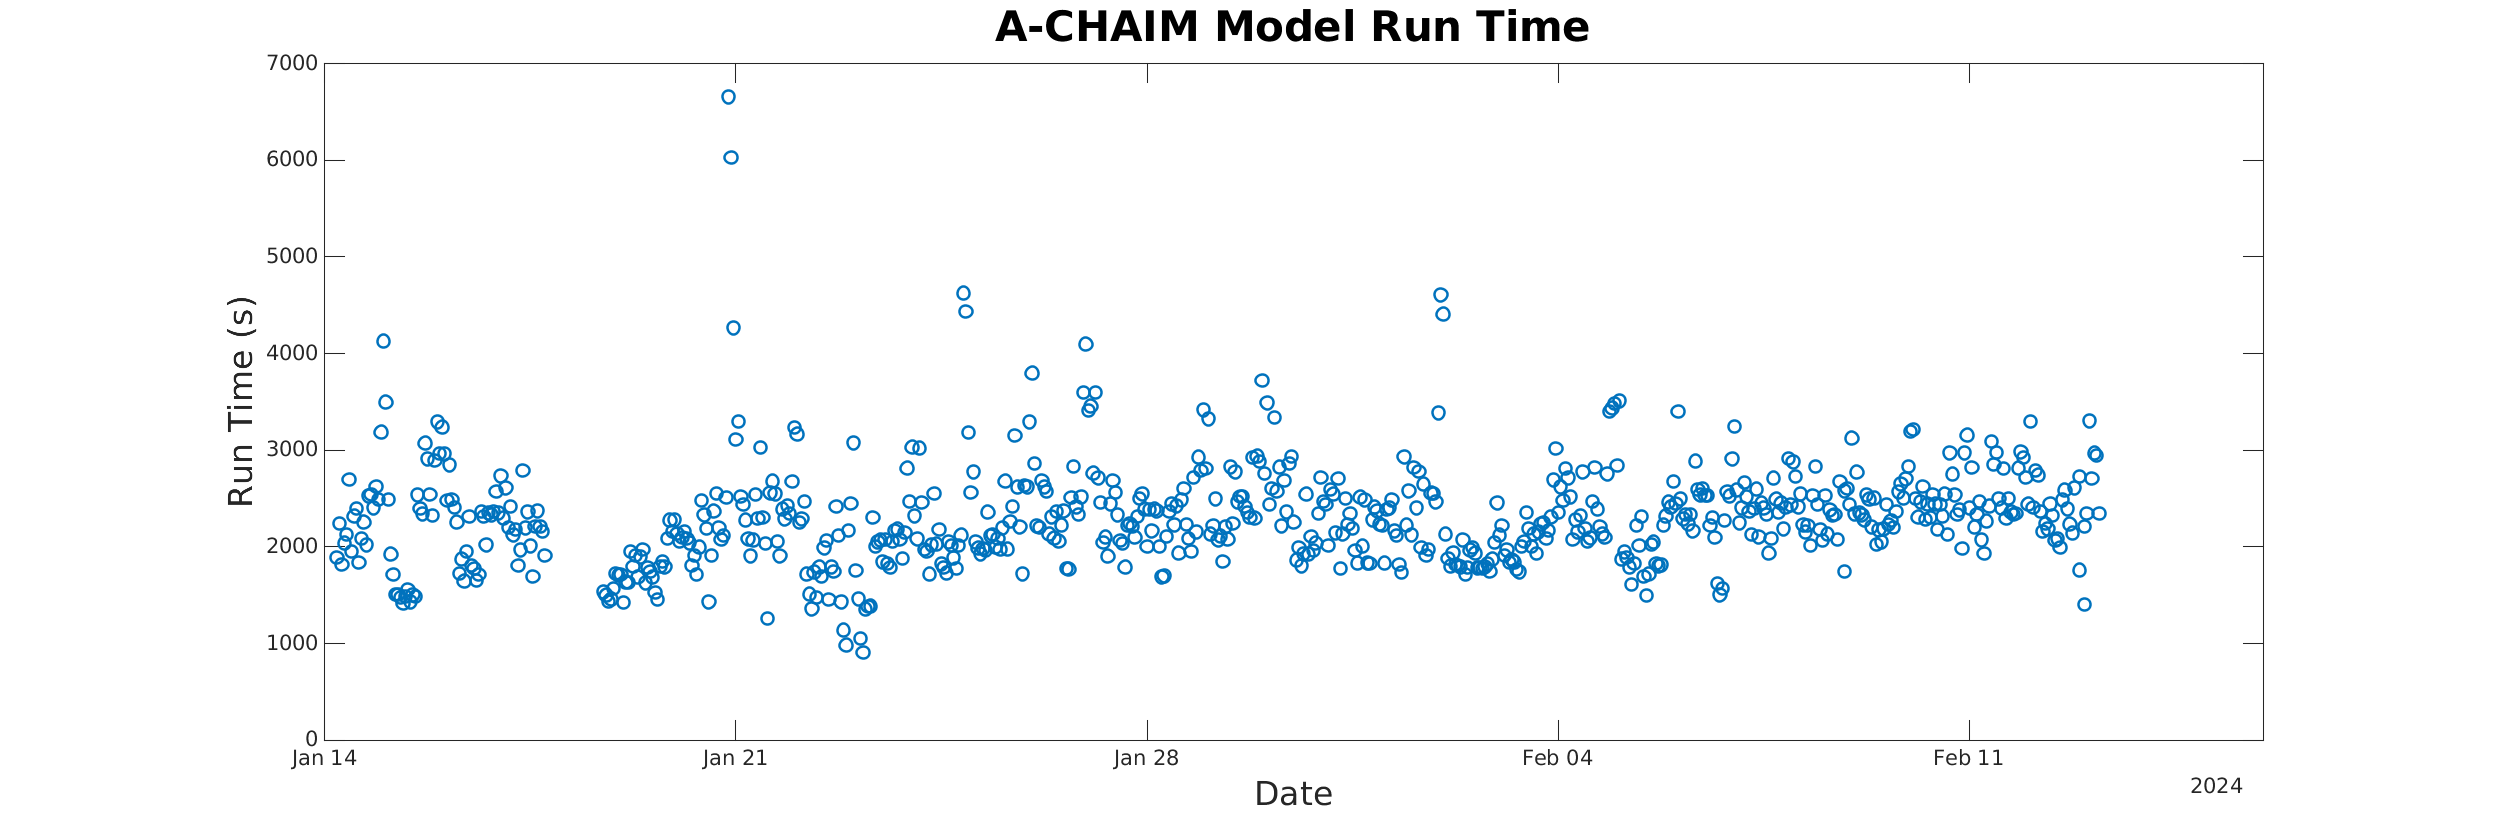 A-CHAIM Model Run Time
7000
6000
5000
4000
3000
2000
1000
0
Run Time (s)
Jan 14 Jan 21 Jan 28 Feb 04 Feb 11
2024
Date